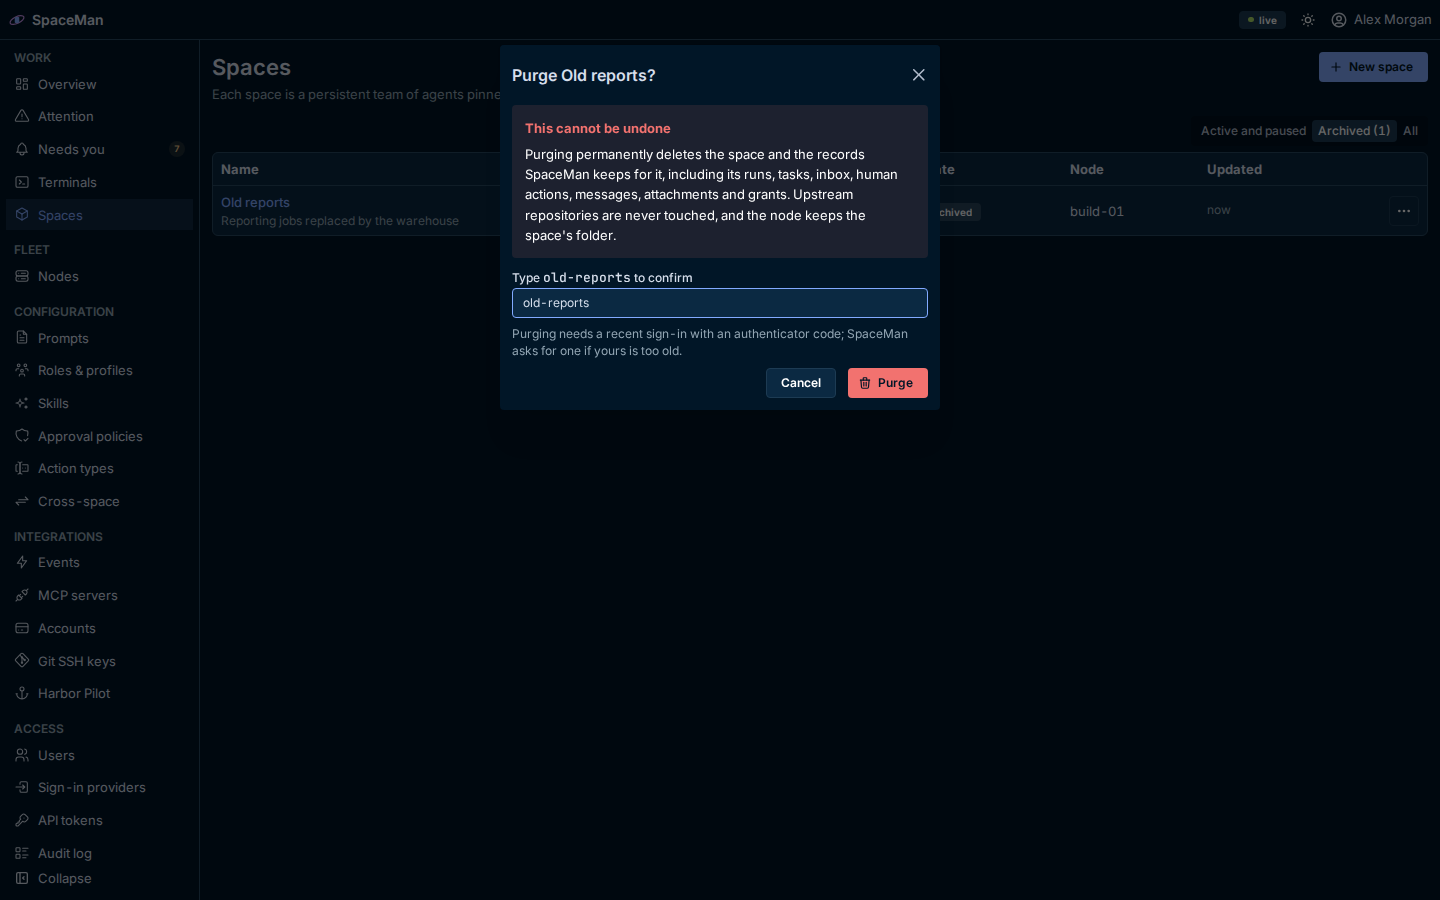 SpaceMan
live
Alex Morgan
WORK
Overview
Attention
Needs you 7
Terminals
Spaces
FLEET
Nodes
CONFIGURATION
Prompts
Roles & profiles
Skills
Approval policies
Action types
Cross-space
INTEGRATIONS
Events
MCP servers
Accounts
Git SSH keys
Harbor Pilot
ACCESS
Users
Sign-in providers
API tokens
Audit log
Collapse
Spaces
Each space is a persistent team of agents
New space
Active and paused Archived (1) All
Name Node Updated
Old reports
Reporting jobs replaced by the warehouse
build-01 now
Purge Old reports?
This cannot be undone
Purging permanently deletes the space and the records
SpaceMan keeps for it, including its runs, tasks, inbox, human
actions, messages, attachments and grants. Upstream
repositories are never touched, and the node keeps the
space's folder.
Type old-reports to confirm
old-reports
Purging needs a recent sign-in with an authenticator code; SpaceMan
asks for one if yours is too old.
Cancel
Purge